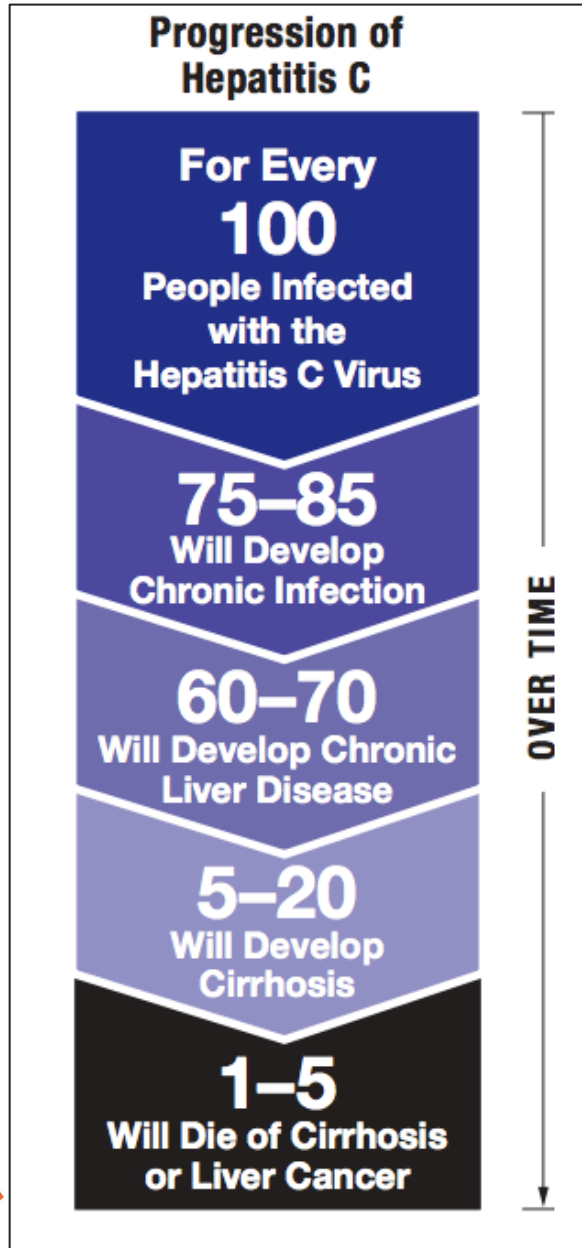 Progression of
Hepatitis C
For Every
100
People Infected
with the
Hepatitis C Virus
75–85
Will Develop
Chronic Infection
60–70
Will Develop Chronic
Liver Disease
5–20
Will Develop
Cirrhosis
1–5
Will Die of Cirrhosis
or Liver Cancer
OVER TIME